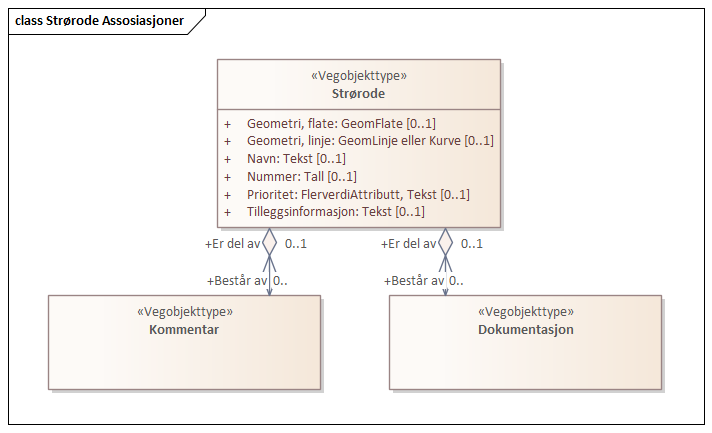 class Strørode Assosiasjoner
«Vegobjekttype»
Strørode
+ Geometri, flate: GeomFlate [0..1]
+ Geometri, linje: GeomLinje eller Kurve [0..1]
+ Navn: Tekst [0..1]
+ Nummer: Tall [0..1]
+ Prioritet: FlerverdiAttributt, Tekst [0..1]
+ Tilleggsinformasjon: Tekst [0..1]
+Er del av 0..1 +Er del av 0..1
+Består av 0.. +Består av 0..
«Vegobjekttype» «Vegobjekttype»
Kommentar Dokumentasjon